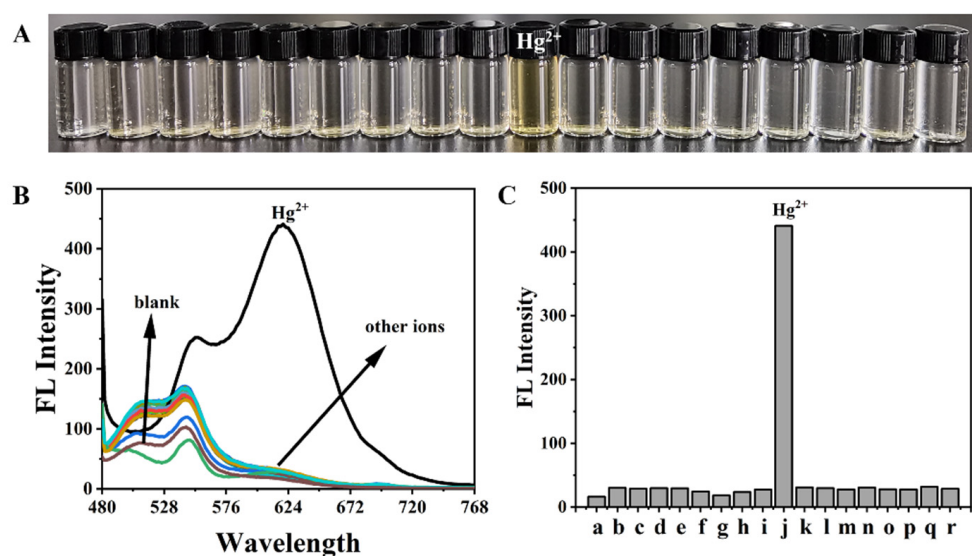 A
Hg²⁺
B
500
400
300
200
100
0
FL Intensity
Hg²⁺
blank
other ions
480 528 576 624 672 720 768
Wavelength
C
500
400
300
200
100
0
FL Intensity
Hg²⁺
a b c d e f g h i j k l m n o p q r